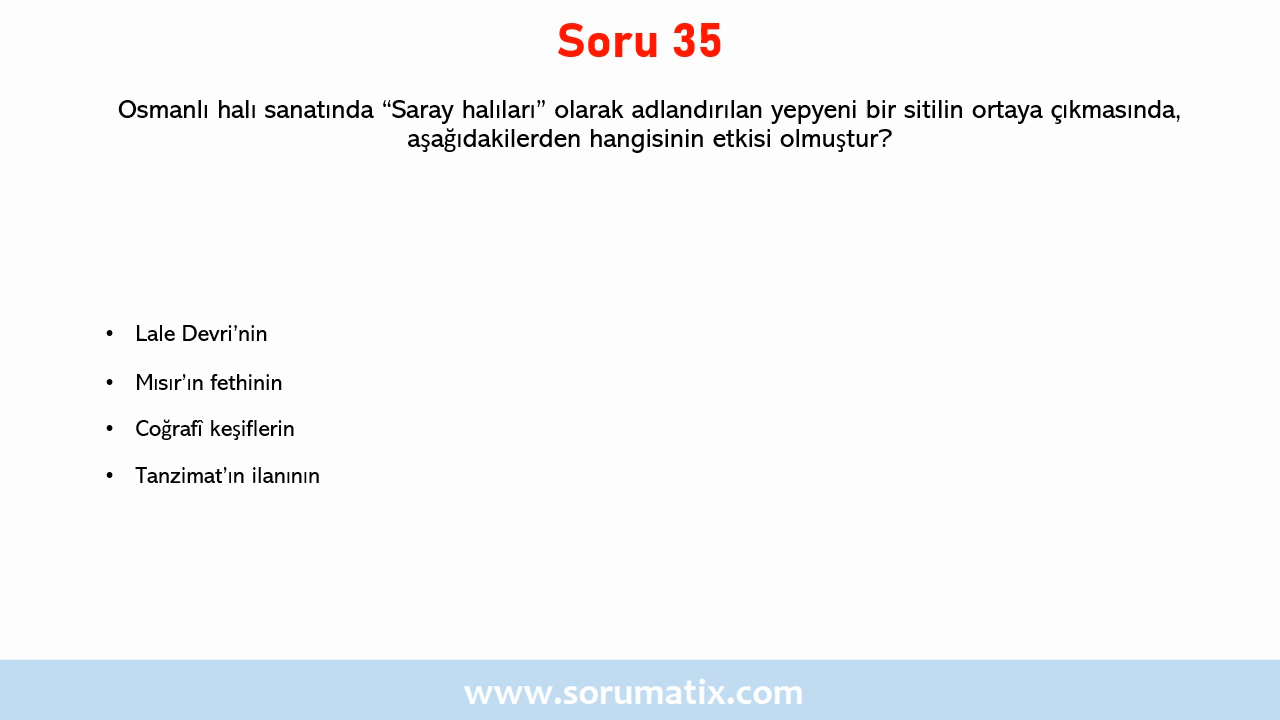 Soru 35
Osmanlı halı sanatında “Saray halıları” olarak adlandırılan yepyeni bir sitilin ortaya çıkmasında,
aşağıdakilerden hangisinin etkisi olmuştur?
• Lale Devri’nin
• Mısır’ın fethinin
• Coğrafî keşiflerin
• Tanzimat’ın ilanının
www.sorumatix.com